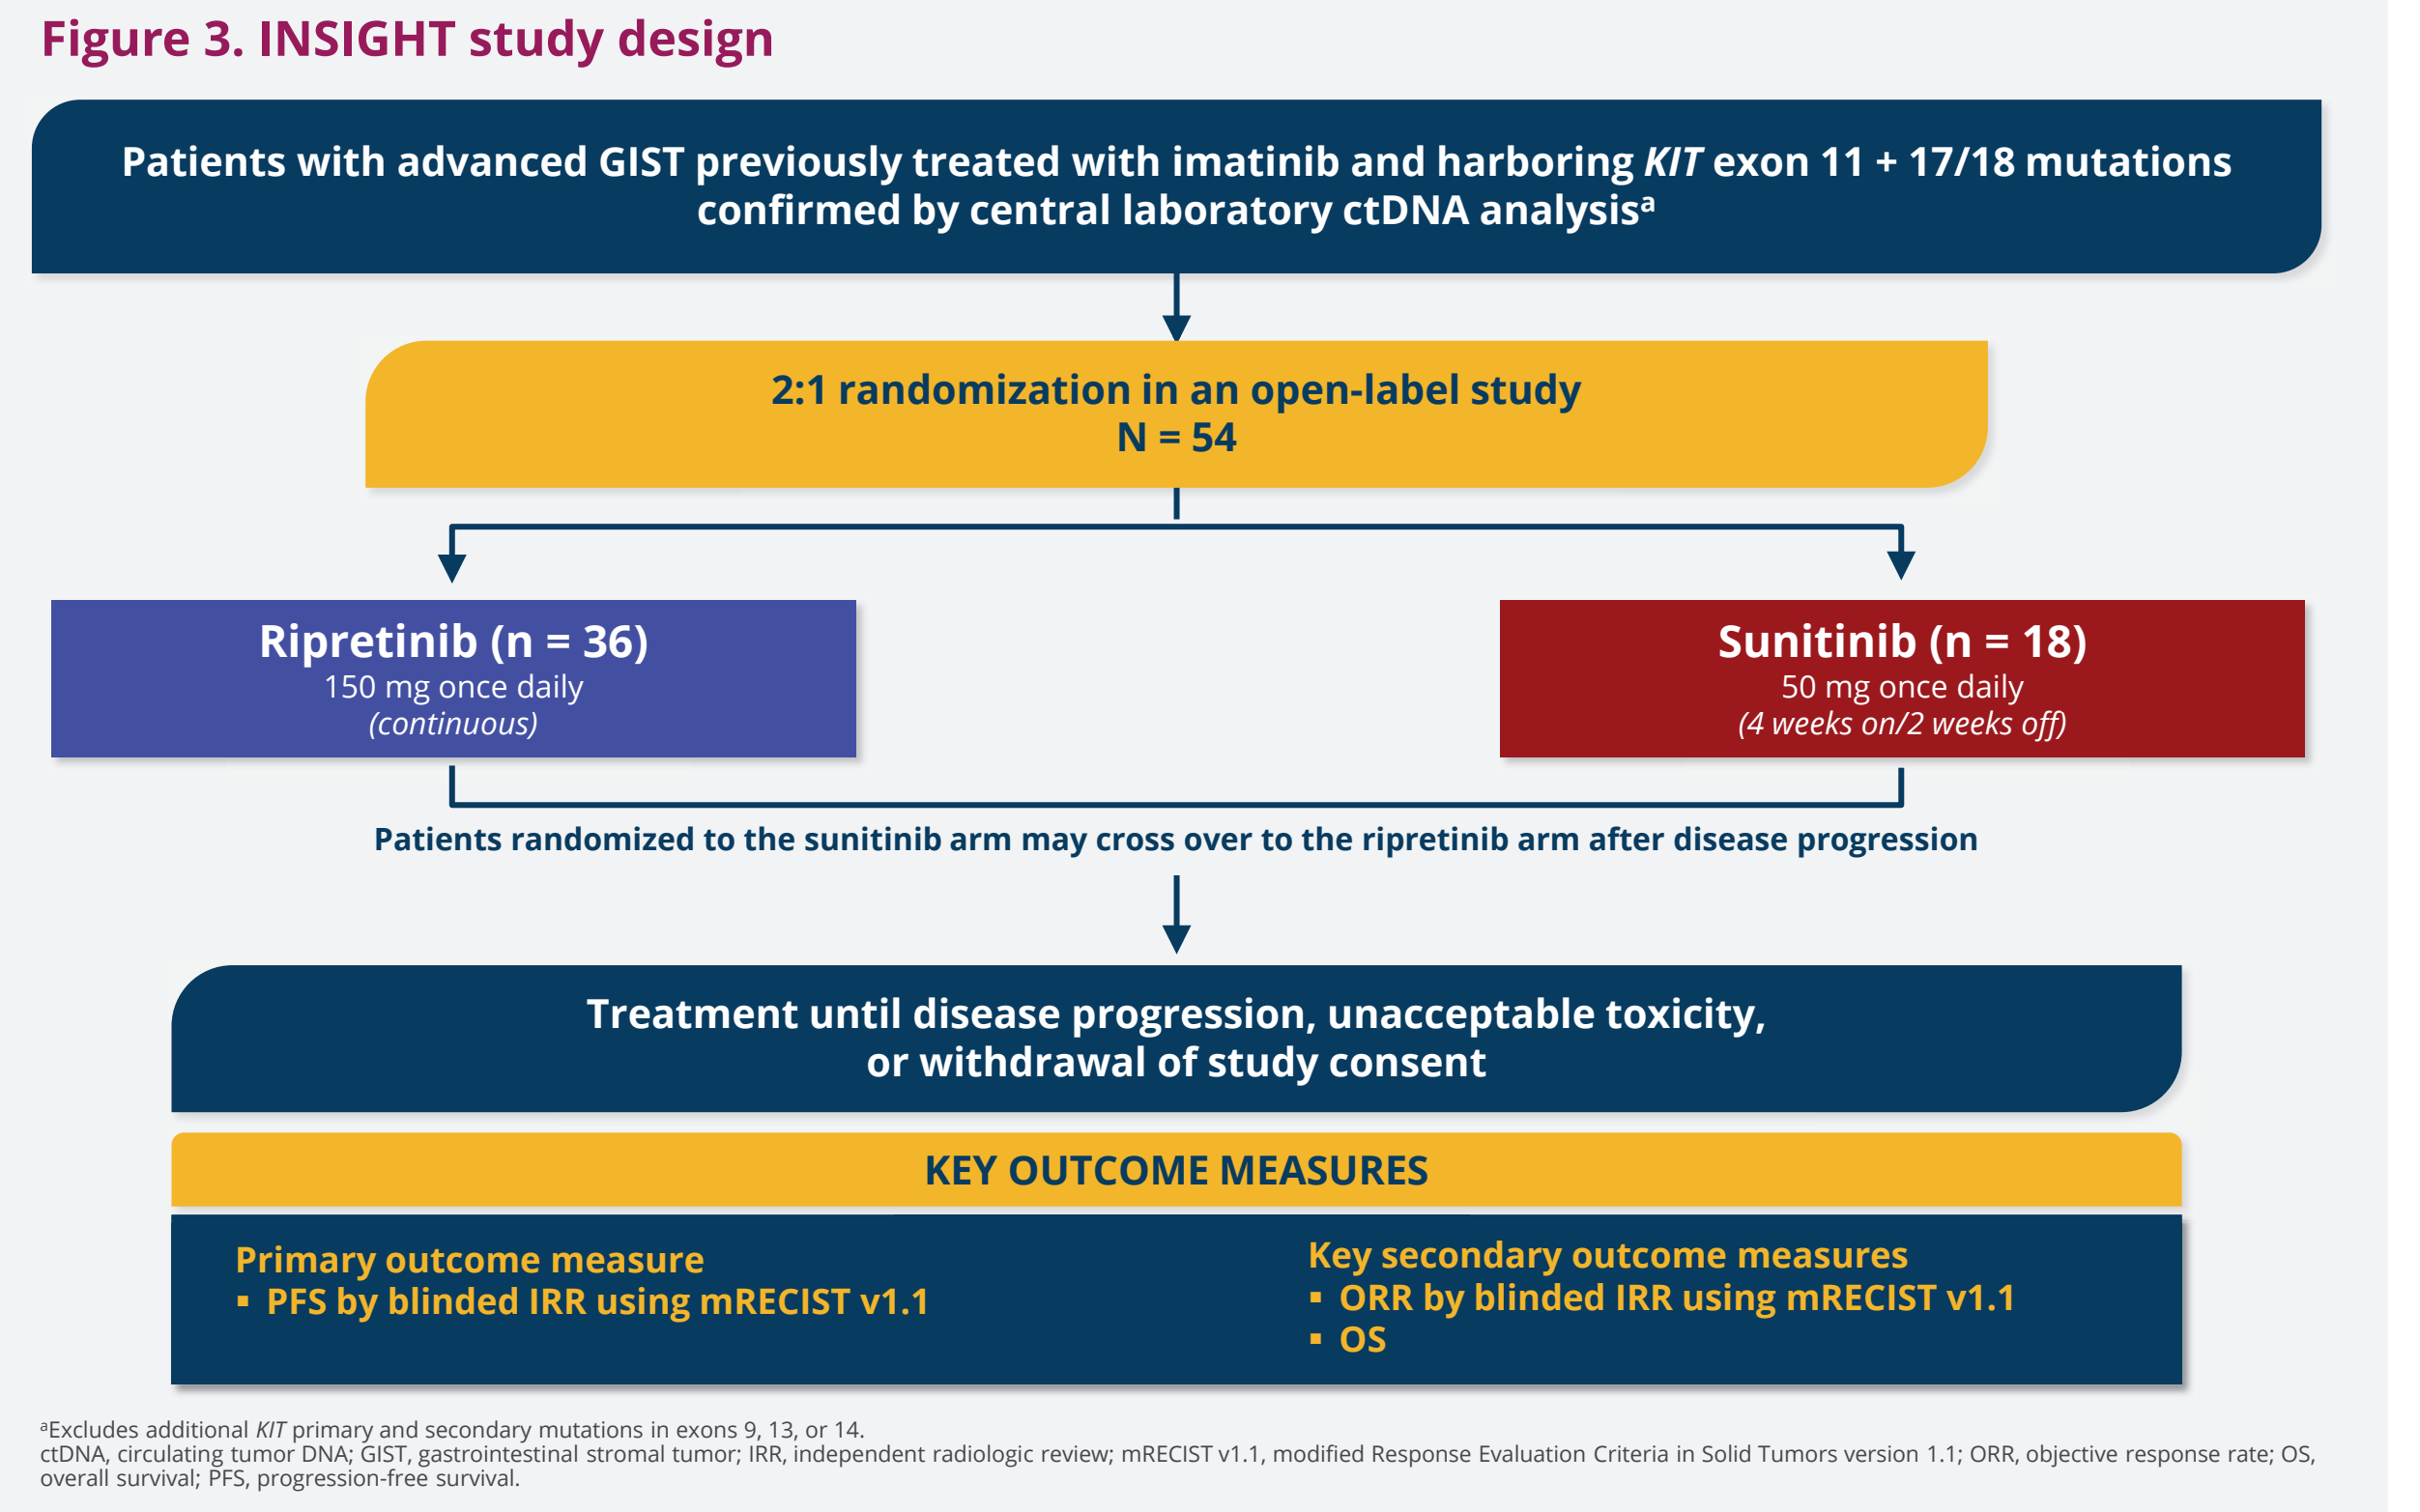 Figure 3. INSIGHT study design
Patients with advanced GIST previously treated with imatinib and harboring KIT exon 11 + 17/18 mutations
confirmed by central laboratory ctDNA analysisᵃ
2:1 randomization in an open-label study
N = 54
Ripretinib (n = 36)
150 mg once daily
(continuous)
Sunitinib (n = 18)
50 mg once daily
(4 weeks on/2 weeks off)
Patients randomized to the sunitinib arm may cross over to the ripretinib arm after disease progression
Treatment until disease progression, unacceptable toxicity,
or withdrawal of study consent
KEY OUTCOME MEASURES
Primary outcome measure
▪ PFS by blinded IRR using mRECIST v1.1
Key secondary outcome measures
▪ ORR by blinded IRR using mRECIST v1.1
▪ OS
ᵃExcludes additional KIT primary and secondary mutations in exons 9, 13, or 14.
ctDNA, circulating tumor DNA; GIST, gastrointestinal stromal tumor; IRR, independent radiologic review; mRECIST v1.1, modified Response Evaluation Criteria in Solid Tumors version 1.1; ORR, objective response rate; OS,
overall survival; PFS, progression-free survival.